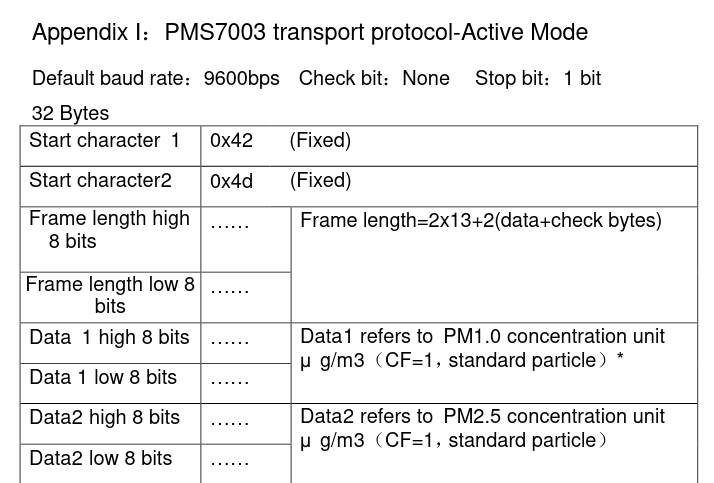 Appendix I：PMS7003 transport protocol-Active Mode
Default baud rate：9600bps Check bit：None Stop bit：1 bit
32 Bytes
Start character 1 0x42 (Fixed)
Start character2 0x4d (Fixed)
Frame length high …… Frame length=2x13+2(data+check bytes)
8 bits
Frame length low 8 ……
bits
Data 1 high 8 bits …… Data1 refers to PM1.0 concentration unit
μ g/m3（CF=1，standard particle）*
Data 1 low 8 bits ……
Data2 high 8 bits …… Data2 refers to PM2.5 concentration unit
μ g/m3（CF=1，standard particle）
Data2 low 8 bits ……